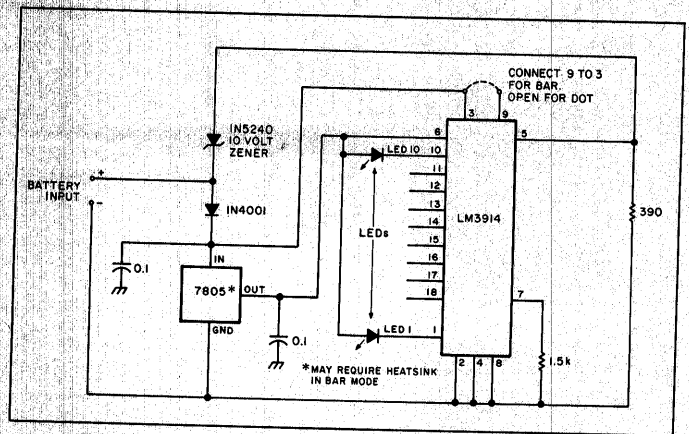 CONNECT 9 TO 3
FOR BAR.
OPEN FOR DOT
3
9
1N5240
10 VOLT
ZENER
6
5
LED 10
10
11
BATTERY
INPUT
+
-
12
1N4001
13
LM3914
390
14
LEDs
15
0.1
IN
16
7805*
OUT
17
18
7
GND
LED 1
1
0.1
*MAY REQUIRE HEATSINK
IN BAR MODE
2
4
8
1.5k